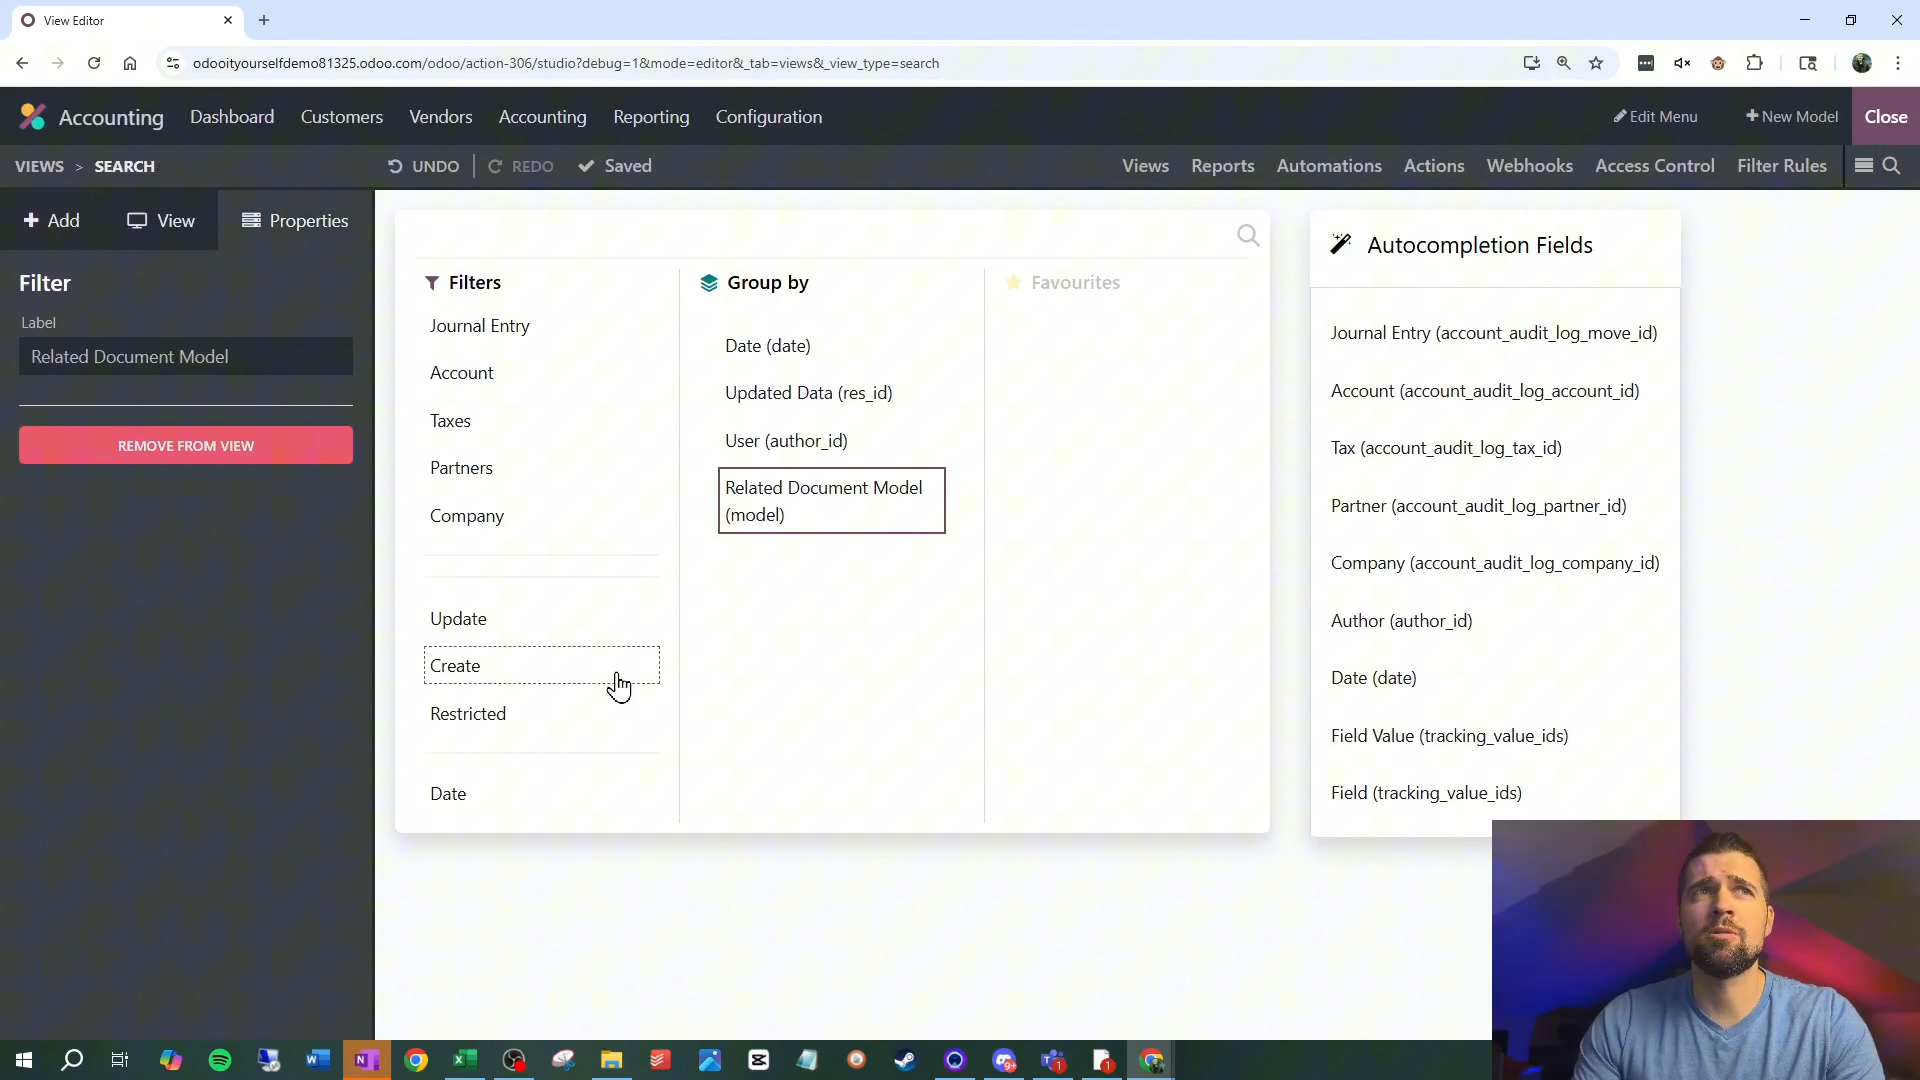 View Editor
odooityourselfdemo81325.odoo.com/odoo/action-306/studio?debug=1&mode=editor&_tab=views&_view_type=search
Accounting Dashboard Customers Vendors Accounting Reporting Configuration Edit Menu New Model Close
VIEWS > SEARCH UNDO REDO Saved Views Reports Automations Actions Webhooks Access Control Filter Rules
Add View Properties
Filter
Label
Related Document Model
REMOVE FROM VIEW
Filters
Journal Entry
Account
Taxes
Partners
Company
Update
Create
Restricted
Date
Group by
Date (date)
Updated Data (res_id)
User (author_id)
Related Document Model
(model)
Favourites
Autocompletion Fields
Journal Entry (account_audit_log_move_id)
Account (account_audit_log_account_id)
Tax (account_audit_log_tax_id)
Partner (account_audit_log_partner_id)
Company (account_audit_log_company_id)
Author (author_id)
Date (date)
Field Value (tracking_value_ids)
Field (tracking_value_ids)